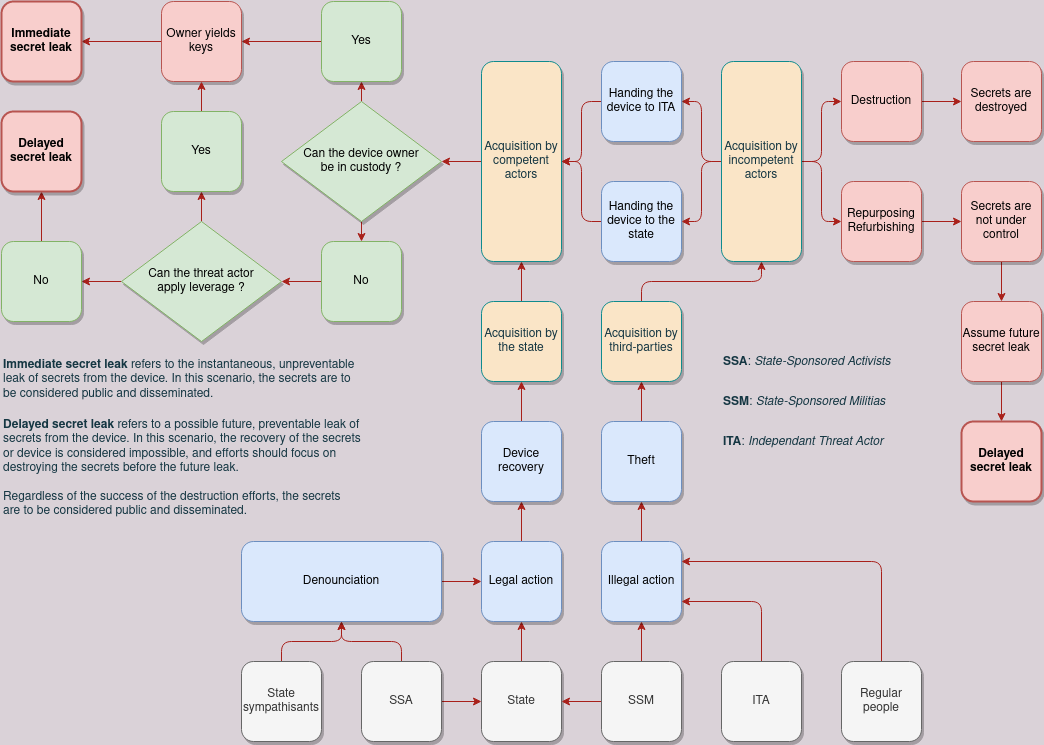 Immediate
secret leak
Owner yields
keys
Yes
Delayed
secret leak
Yes
Can the device owner
be in custody ?
No
Can the threat actor
apply leverage ?
No
Acquisition by
competent
actors
Handing the
device to ITA
Handing the
device to the
state
Acquisition by
incompetent
actors
Destruction
Secrets are
destroyed
Repurposing
Refurbishing
Secrets are
not under
control
Acquisition by
the state
Acquisition by
third-parties
Assume future
secret leak
Immediate secret leak refers to the instantaneous, unpreventable
leak of secrets from the device. In this scenario, the secrets are to
be considered public and disseminated.
Delayed secret leak refers to a possible future, preventable leak of
secrets from the device. In this scenario, the recovery of the secrets
or device is considered impossible, and efforts should focus on
destroying the secrets before the future leak.
Regardless of the success of the destruction efforts, the secrets
are to be considered public and disseminated.
SSA: State-Sponsored Activists
SSM: State-Sponsored Militias
ITA: Independant Threat Actor
Device
recovery
Theft
Delayed
secret leak
Denounciation
Legal action
Illegal action
State
sympathisants
SSA
State
SSM
ITA
Regular
people